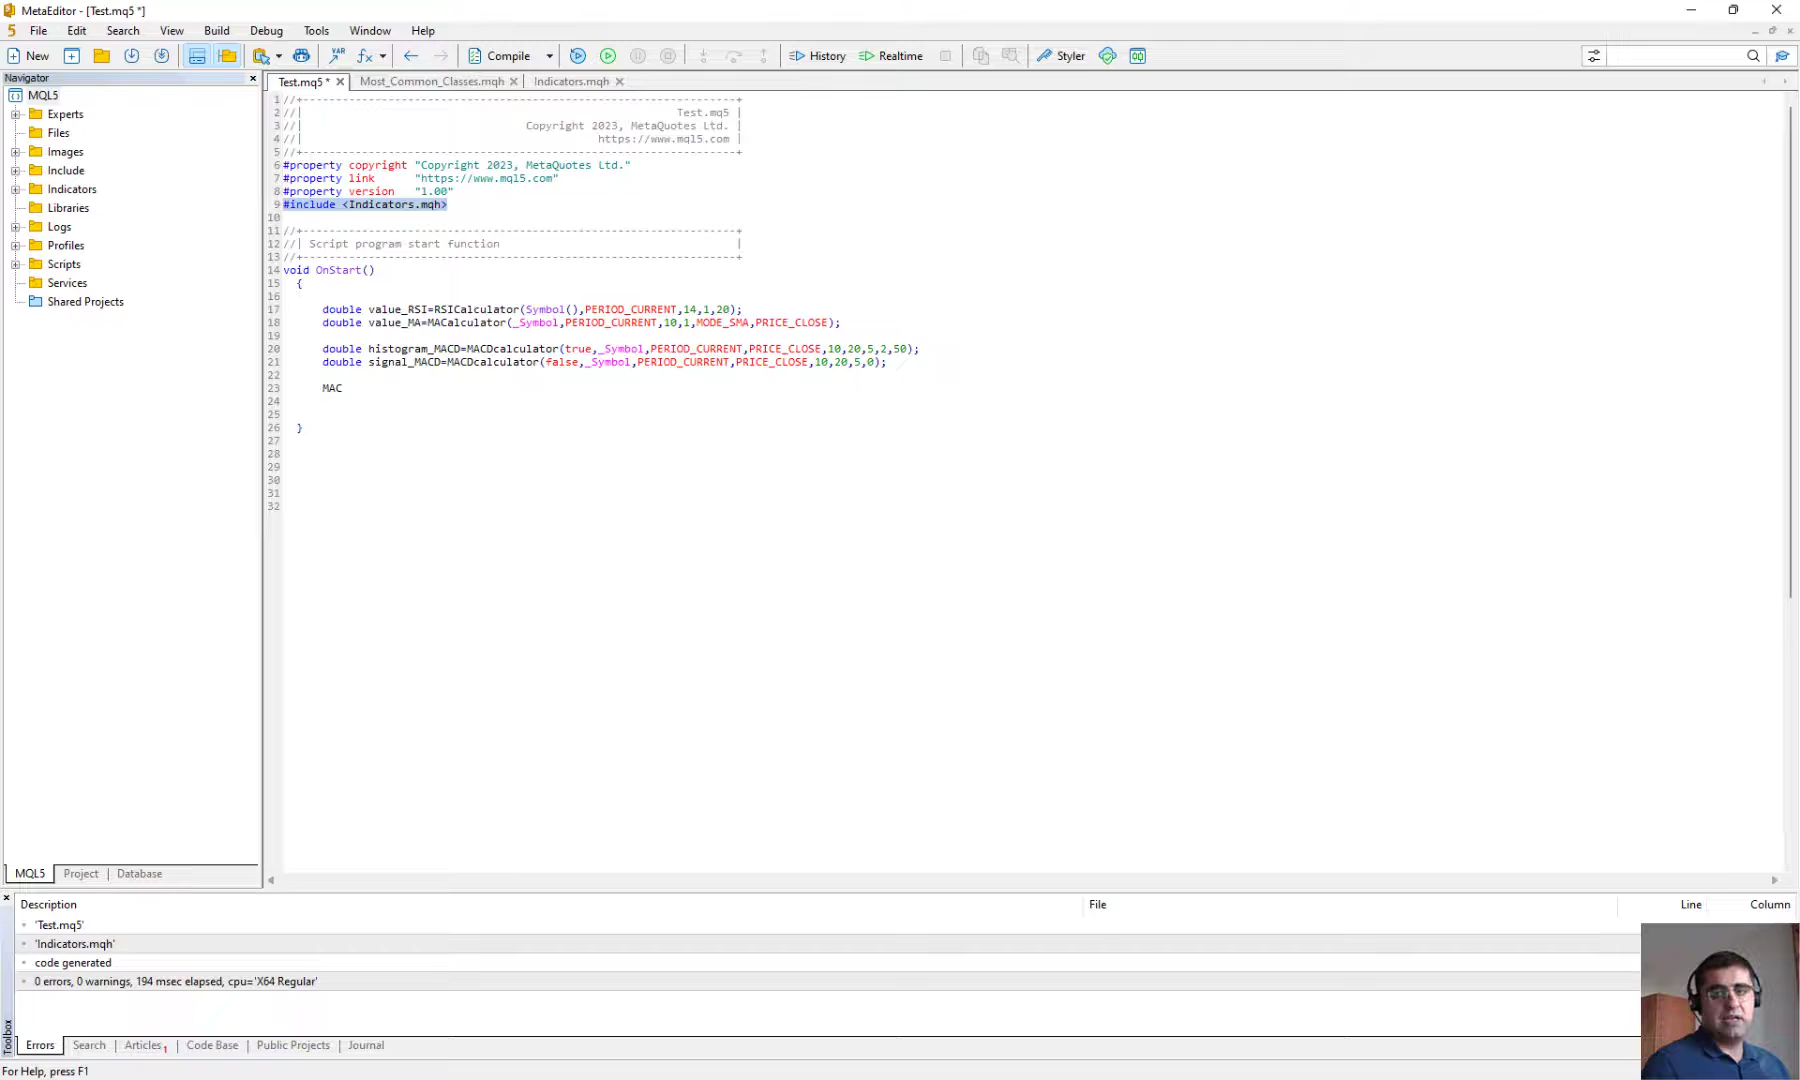 MetaEditor - [Test.mq5 *]
5 File Edit Search View Build Debug Tools Window Help
New VAR fx Compile History Realtime Styler
Navigator
Test.mq5 * Most_Common_Classes.mqh Indicators.mqh
MQL5
Experts
Files
Images
Include
Indicators
Libraries
Logs
Profiles
Scripts
Services
Shared Projects
1 //+------------------------------------------------------------------+
2 //| Test.mq5 |
3 //| Copyright 2023, MetaQuotes Ltd. |
4 //| https://www.mql5.com |
5 //+------------------------------------------------------------------+
6 #property copyright "Copyright 2023, MetaQuotes Ltd."
7 #property link "https://www.mql5.com"
8 #property version "1.00"
9 #include <Indicators.mqh>
10
11 //+------------------------------------------------------------------+
12 //| Script program start function |
13 //+------------------------------------------------------------------+
14 void OnStart()
15 {
16
17 double value_RSI=RSICalculator(Symbol(),PERIOD_CURRENT,14,1,20);
18 double value_MA=MACalculator(_Symbol,PERIOD_CURRENT,10,1,MODE_SMA,PRICE_CLOSE);
19
20 double histogram_MACD=MACDcalculator(true,_Symbol,PERIOD_CURRENT,PRICE_CLOSE,10,20,5,2,50);
21 double signal_MACD=MACDcalculator(false,_Symbol,PERIOD_CURRENT,PRICE_CLOSE,10,20,5,0);
22
23 MAC
24
25
26 }
27
28
29
30
31
32
MQL5 Project Database
Description File Line Column
'Test.mq5'
'Indicators.mqh'
code generated
0 errors, 0 warnings, 194 msec elapsed, cpu='X64 Regular'
Toolbox
Errors Search Articles 1 Code Base Public Projects Journal
For Help, press F1